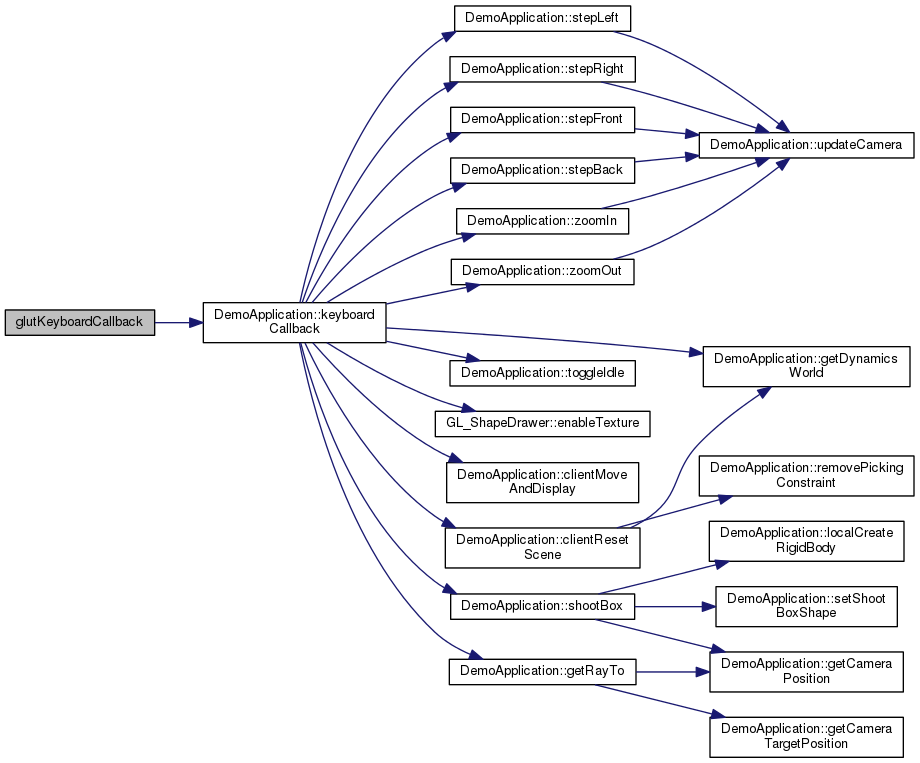 glutKeyboardCallback
DemoApplication::keyboard
Callback
DemoApplication::stepLeft
DemoApplication::stepRight
DemoApplication::stepFront
DemoApplication::stepBack
DemoApplication::zoomIn
DemoApplication::zoomOut
DemoApplication::toggleIdle
GL_ShapeDrawer::enableTexture
DemoApplication::clientMove
AndDisplay
DemoApplication::clientReset
Scene
DemoApplication::shootBox
DemoApplication::getRayTo
DemoApplication::updateCamera
DemoApplication::getDynamics
World
DemoApplication::removePicking
Constraint
DemoApplication::localCreate
RigidBody
DemoApplication::setShoot
BoxShape
DemoApplication::getCamera
Position
DemoApplication::getCamera
TargetPosition